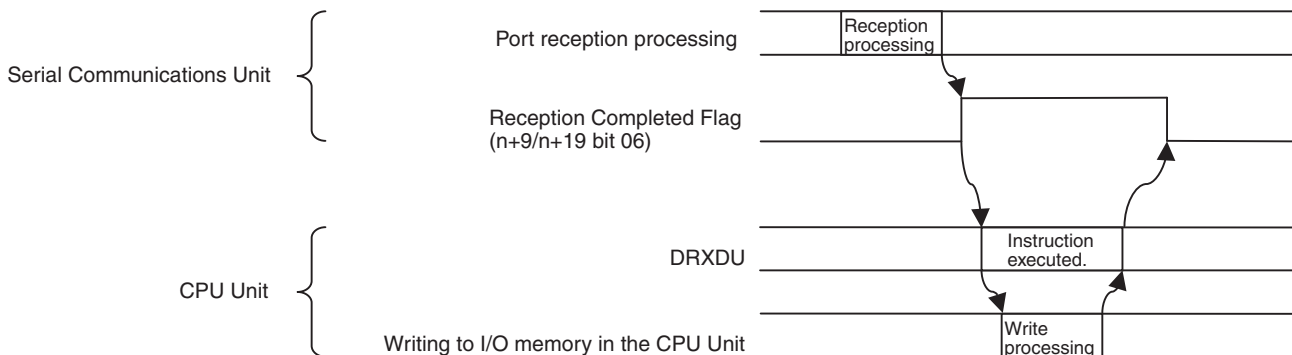 Port reception processing
Reception
processing
Serial Communications Unit
Reception Completed Flag
(n+9/n+19 bit 06)
DRXDU
Instruction
executed.
CPU Unit
Writing to I/O memory in the CPU Unit
Write
processing